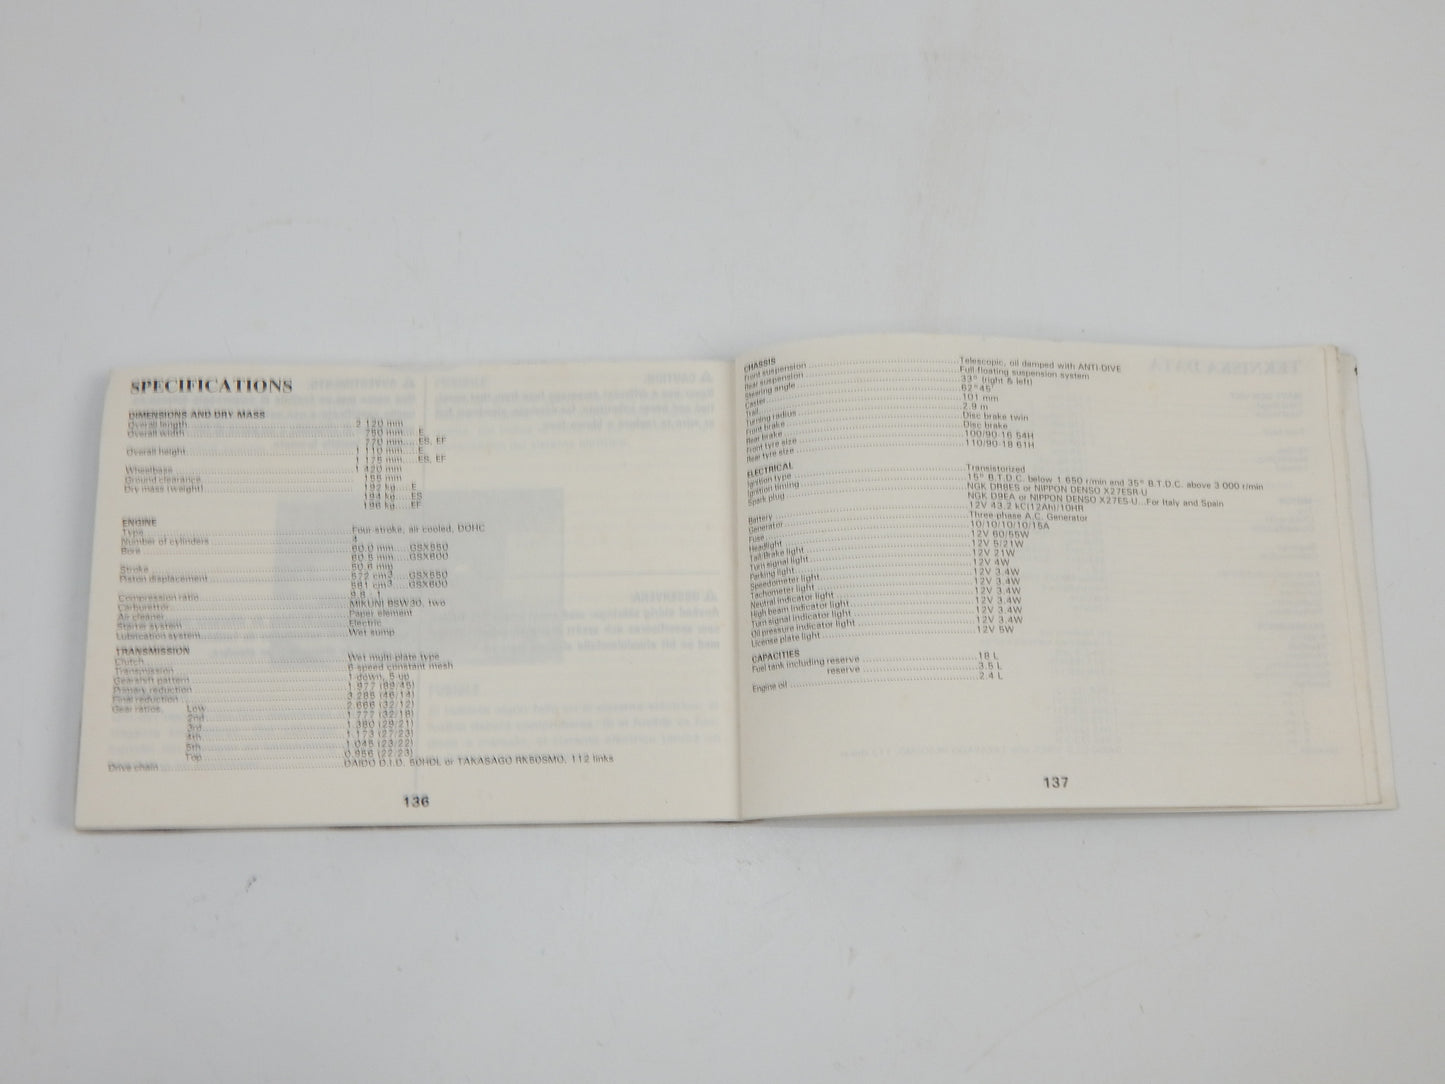 SPECIFICATIONS
DIMENSIONS AND DRY MASS
Overall length 2 120 mm
Overall width 750 mm.....E
770 mm.....ES, EF
Overall height 1 110 mm.....E
1 175 mm.....ES, EF
Wheelbase 1 420 mm
Ground clearance 155 mm
Dry mass (weight) 192 kg.....E
194 kg.....ES
196 kg.....EF
ENGINE
Type Four-stroke, air cooled, DOHC
Number of cylinders 4
Bore 60.0 mm.....GSX550
60.5 mm.....GSX600
Stroke 50.6 mm
Piston displacement 572 cm³.....GSX550
581 cm³.....GSX600
Compression ratio
Carburettor MIKUNI BSW30, two
Air cleaner Paper element
Starter system Electric
Lubrication system Wet sump
TRANSMISSION
Clutch Wet multi-plate type
Transmission 6-speed constant mesh
Gearshift pattern 1-down, 5-up
Primary reduction 1.977 (89/45)
Final reduction 3.285 (46/14)
Gear ratios, Low 2.666 (32/12)
2nd 1.777 (32/18)
3rd 1.380 (29/21)
4th 1.173 (27/23)
5th 1.045 (23/22)
Top 0.956 (22/23)
Drive chain DAIDO D.I.D. 50HDL or TAKASAGO RK50SMO, 112 links
136
CHASSIS
Front suspension Telescopic, oil damped with ANTI-DIVE
Rear suspension Full-floating suspension system
Steering angle 33° (right & left)
Caster 62°45'
Trail 101 mm
Turning radius 2.9 m
Front brake Disc brake twin
Rear brake Disc brake
Front tyre size 100/90-16 54H
Rear tyre size 110/90-18 61H
ELECTRICAL
Ignition type Transistorized
Ignition timing 15° B.T.D.C. below 1 650 r/min and 35° B.T.D.C. above 3 000 r/min
Spark plug NGK DR8ES or NIPPON DENSO X27ESR-U
NGK D9EA or NIPPON DENSO X27ES-U...For Italy and Spain
Battery 12V 43.2 kC(12Ah)/10HR
Generator Three-phase A.C. Generator
Fuse 10/10/10/10/15A
Headlight 12V 60/55W
Tail/Brake light 12V 5/21W
Turn signal light 12V 21W
Parking light 12V 4W
Speedometer light 12V 3.4W
Tachometer light 12V 3.4W
Neutral indicator light 12V 3.4W
High beam indicator light 12V 3.4W
Turn signal indicator light 12V 3.4W
Oil pressure indicator light 12V 3.4W
License plate light 12V 5W
CAPACITIES
Fuel tank including reserve 18 L
reserve 3.5 L
Engine oil 2.4 L
137